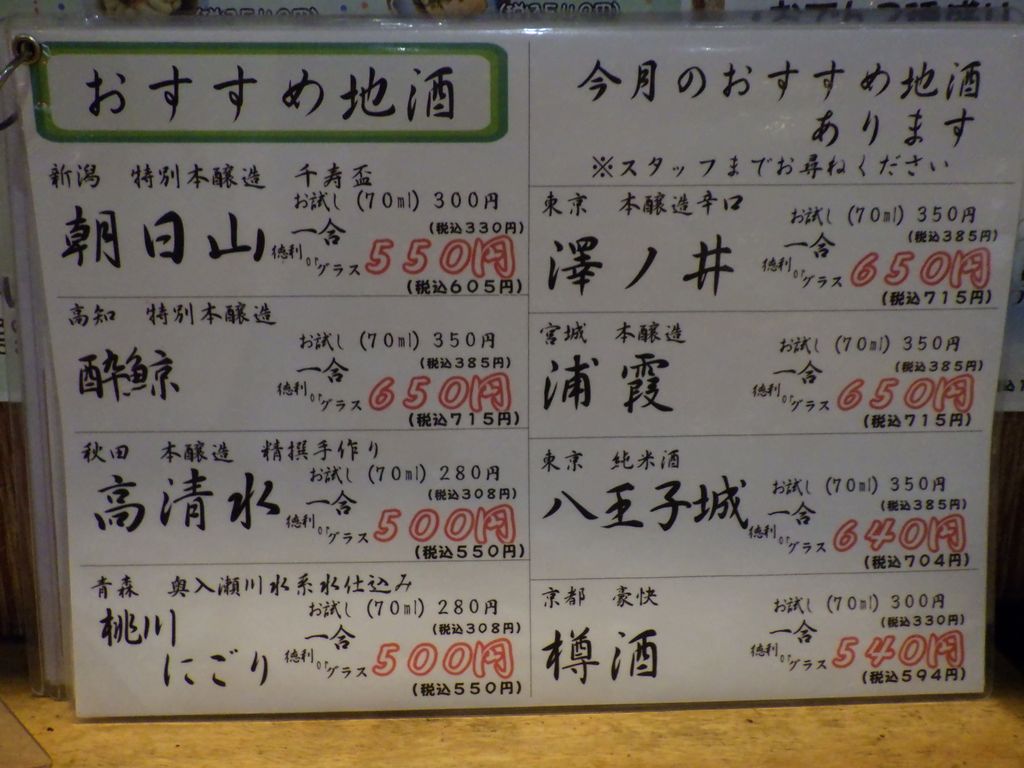 おすすめ地酒
新潟 特別本醸造 千寿盃
朝日山
お試し (70ml) 300円
(税込330円)
一合
徳利orグラス
550円
(税込605円)
高知 特別本醸造
酔鯨
お試し (70ml) 350円
(税込385円)
一合
徳利orグラス
650円
(税込715円)
秋田 本醸造 精撰手作り
高清水
お試し (70ml) 280円
(税込308円)
一合
徳利orグラス
500円
(税込550円)
青森 奥入瀬川水系水仕込み
桃川
にごり
お試し (70ml) 280円
(税込308円)
一合
徳利orグラス
500円
(税込550円)
今月のおすすめ地酒
あります
※スタッフまでお尋ねください
東京 本醸造辛口
澤ノ井
お試し (70ml) 350円
(税込385円)
一合
徳利orグラス
650円
(税込715円)
宮城 本醸造
浦霞
お試し (70ml) 350円
(税込385円)
一合
徳利orグラス
650円
(税込715円)
東京 純米酒
八王子城
お試し (70ml) 350円
(税込385円)
一合
徳利orグラス
640円
(税込704円)
京都 豪快
樽酒
お試し (70ml) 300円
(税込330円)
一合
徳利orグラス
540円
(税込594円)